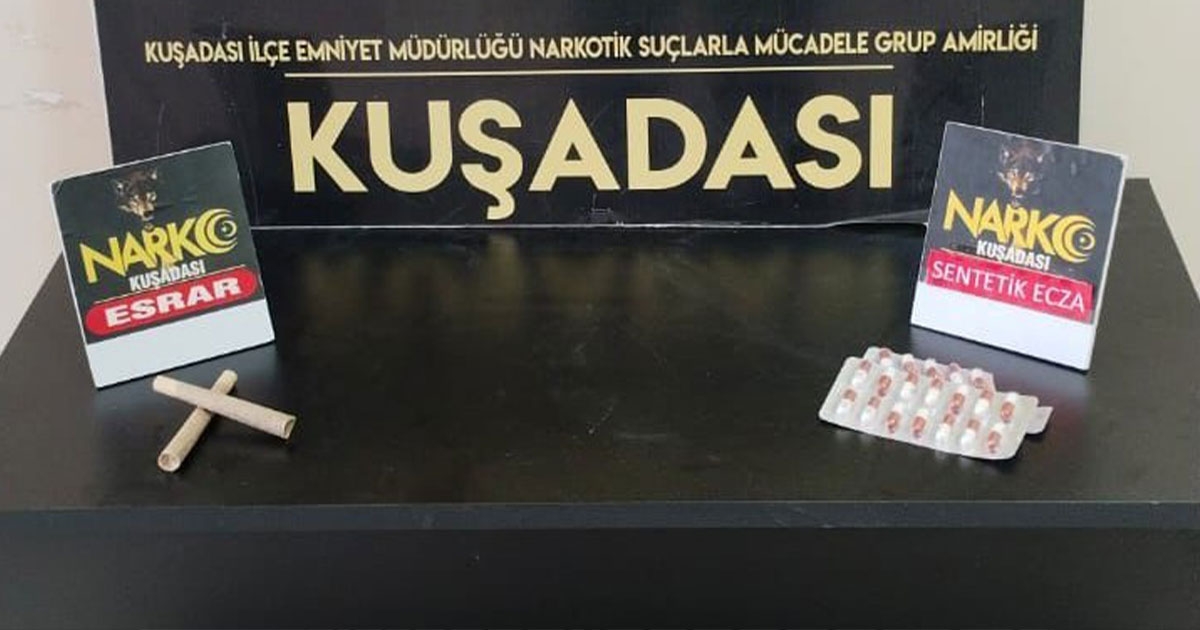 KUŞADASI İLÇE EMNİYET MÜDÜRLÜĞÜ NARKOTİK SUÇLARLA MÜCADELE GRUP AMİRLİĞİ
KUŞADASI
NARKO
KUŞADASI
ESRAR
NARKO
KUŞADASI
SENTETİK ECZA